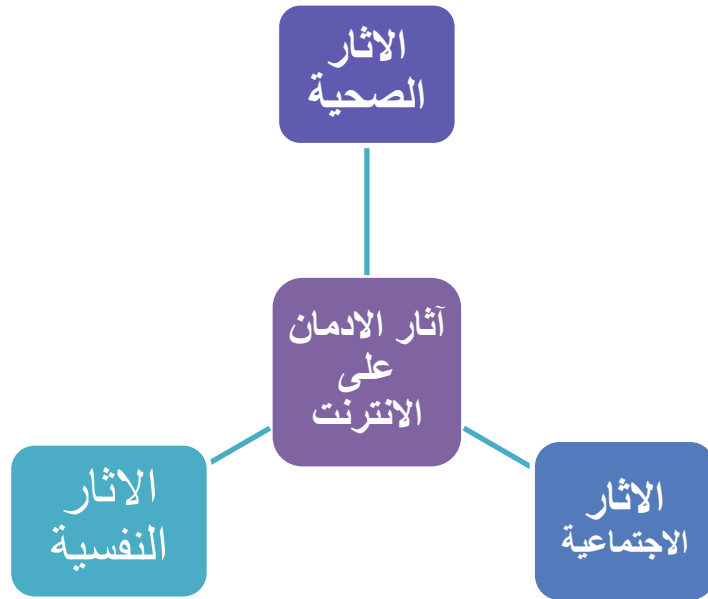 الاثار
الصحية
آثار الادمان
على
الانترنت
الاثار
الاجتماعية
الاثار
النفسية